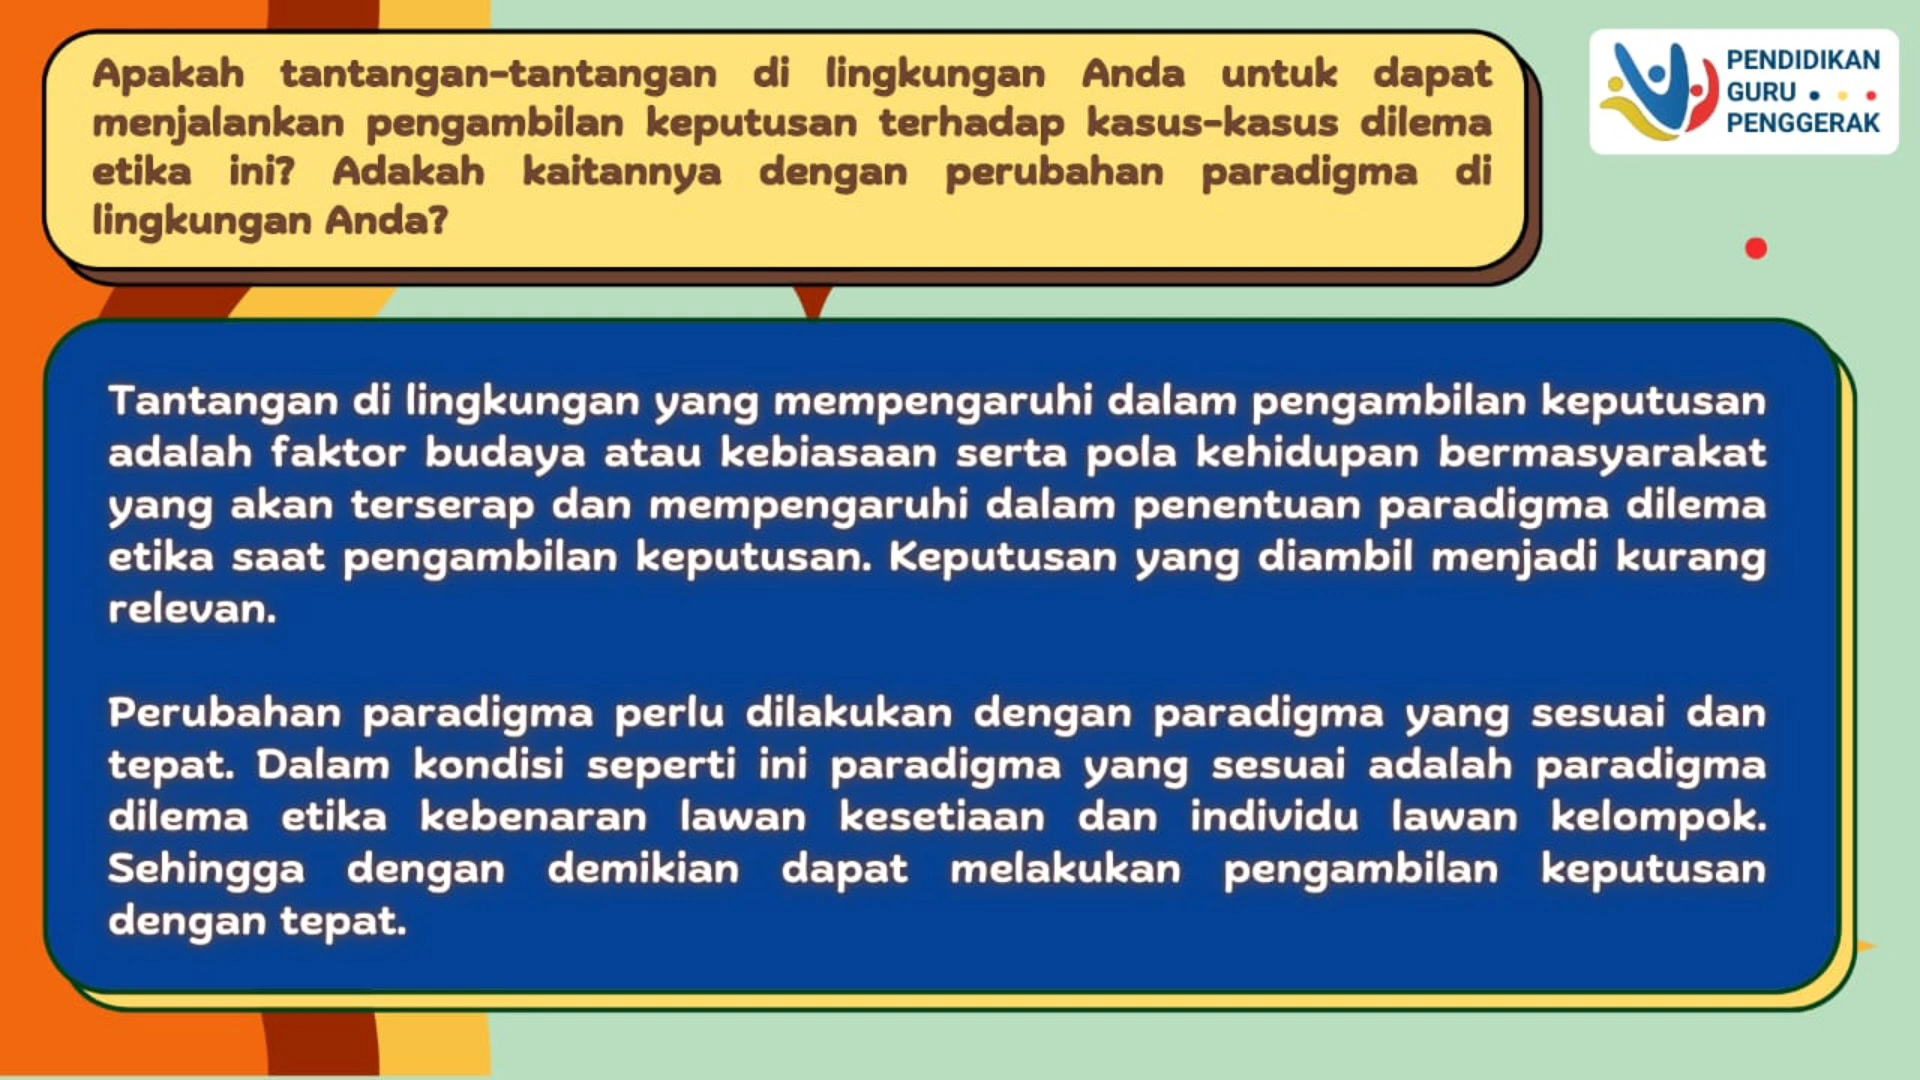 Apakah tantangan-tantangan di lingkungan Anda untuk dapat
menjalankan pengambilan keputusan terhadap kasus-kasus dilema
etika ini? Adakah kaitannya dengan perubahan paradigma di
lingkungan Anda?
PENDIDIKAN
GURU
PENGGERAK
Tantangan di lingkungan yang mempengaruhi dalam pengambilan keputusan
adalah faktor budaya atau kebiasaan serta pola kehidupan bermasyarakat
yang akan terserap dan mempengaruhi dalam penentuan paradigma dilema
etika saat pengambilan keputusan. Keputusan yang diambil menjadi kurang
relevan.
Perubahan paradigma perlu dilakukan dengan paradigma yang sesuai dan
tepat. Dalam kondisi seperti ini paradigma yang sesuai adalah paradigma
dilema etika kebenaran lawan kesetiaan dan individu lawan kelompok.
Sehingga dengan demikian dapat melakukan pengambilan keputusan
dengan tepat.